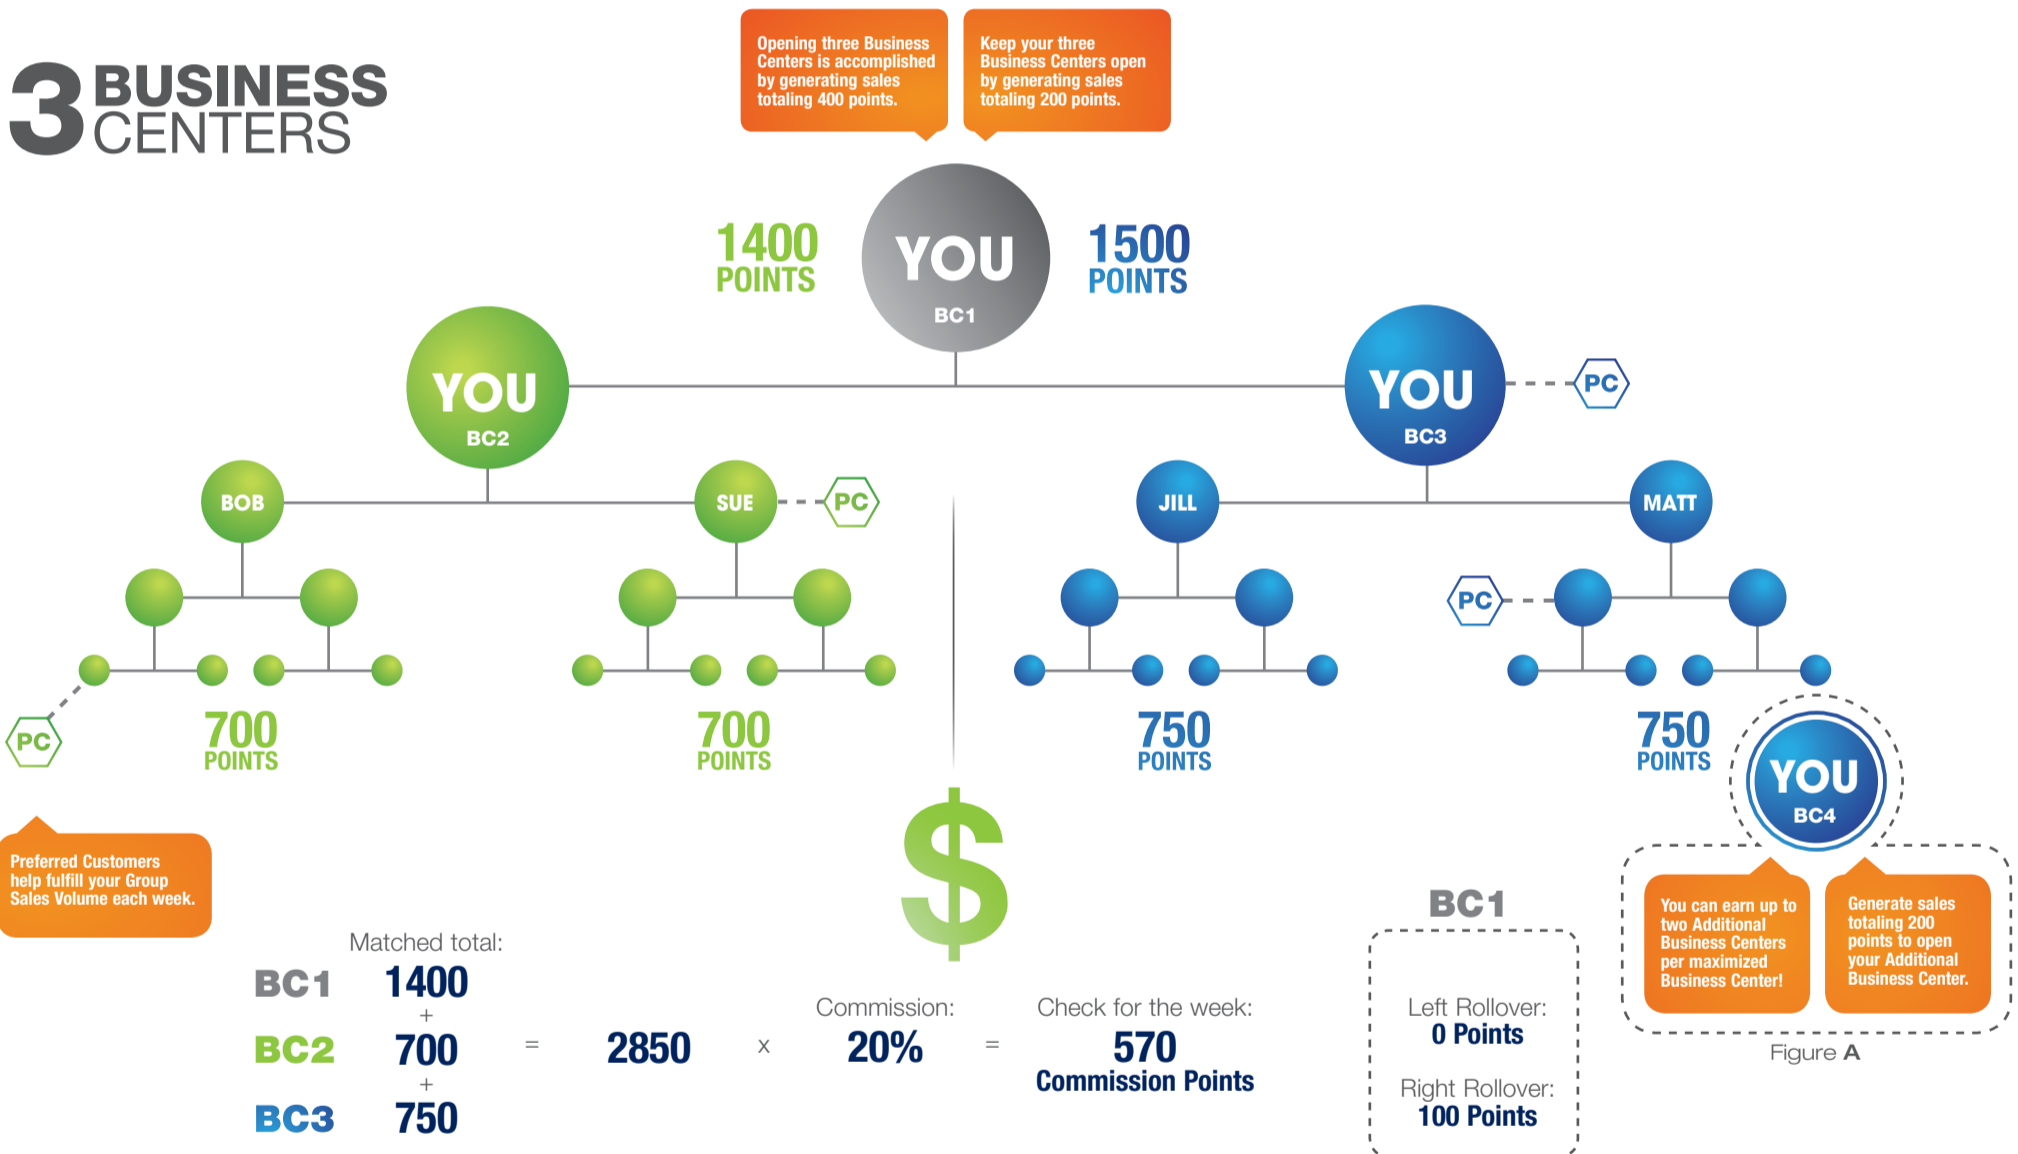 3 BUSINESS
CENTERS
Opening three Business
Centers is accomplished
by generating sales
totaling 400 points.
Keep your three
Business Centers open
by generating sales
totaling 200 points.
1400
POINTS
YOU
BC1
1500
POINTS
YOU
BC2
YOU
BC3
PC
BOB
SUE
PC
JILL
MATT
PC
PC
700
POINTS
700
POINTS
750
POINTS
750
POINTS
YOU
BC4
Preferred Customers
help fulfill your Group
Sales Volume each week.
$
You can earn up to
two Additional
Business Centers
per maximized
Business Center!
Generate sales
totaling 200
points to open
your Additional
Business Center.
Figure A
Matched total:
BC1 1400
+
BC2 700 = 2850 x
+
BC3 750
Commission:
20% =
Check for the week:
570
Commission Points
BC1
Left Rollover:
0 Points
Right Rollover:
100 Points